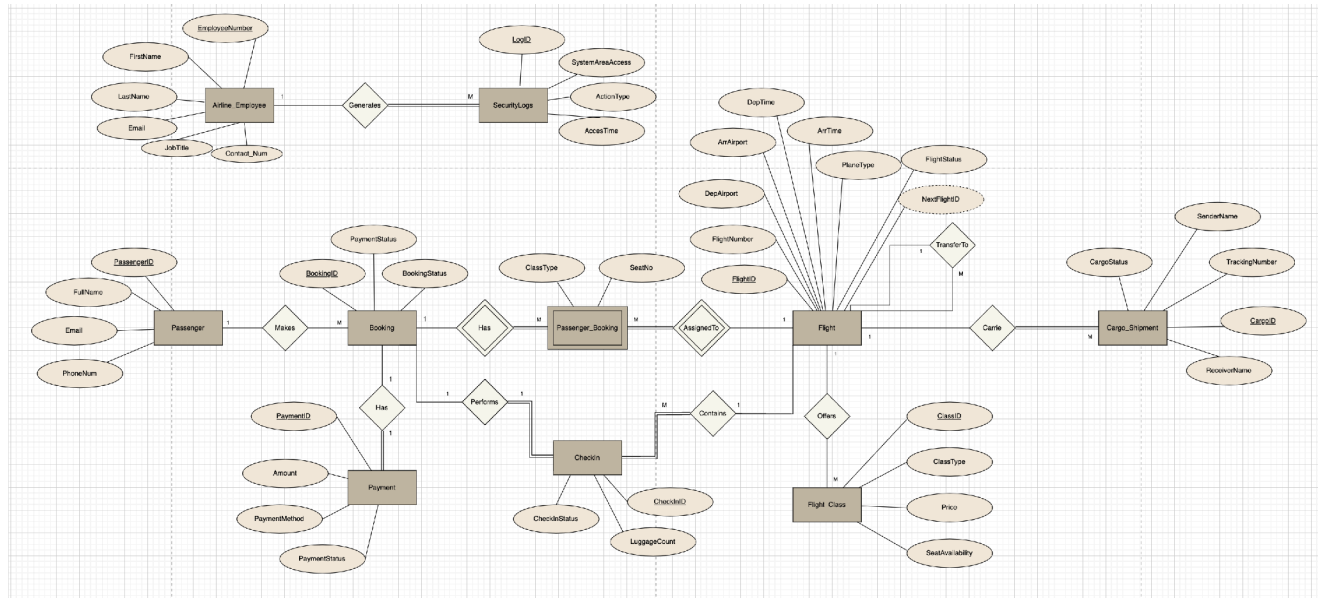 EmployeeNumber
FirstName
LastName
Email
JobTitle
Contact_Num
Airline_Employee
1
Generates
M
LogID
SystemAreaAccess
ActionType
AccesTime
SecurityLogs
DepTime
ArrTime
ArrAirport
PlaneType
FlightStatus
DepAirport
NextFlightID
FlightNumber
FlightID
TransferTo
1
M
SenderName
CargoStatus
TrackingNumber
CargoID
ReceiverName
PassengerID
FullName
Email
PhoneNum
Passenger
1
Makes
M
PaymentStatus
BookingID
BookingStatus
Booking
1
Has
M
ClassType
SeatNo
Passenger_Booking
M
AssignedTo
1
Flight
1
Carrie
M
Cargo_Shipment
1
Has
1
1
Performs
1
M
Contains
1
1
Offers
M
PaymentID
Amount
PaymentMethod
PaymentStatus
Payment
CheckIn
CheckInStatus
CheckInID
LuggageCount
ClassID
ClassType
Price
SeatAvailability
Flight_Class